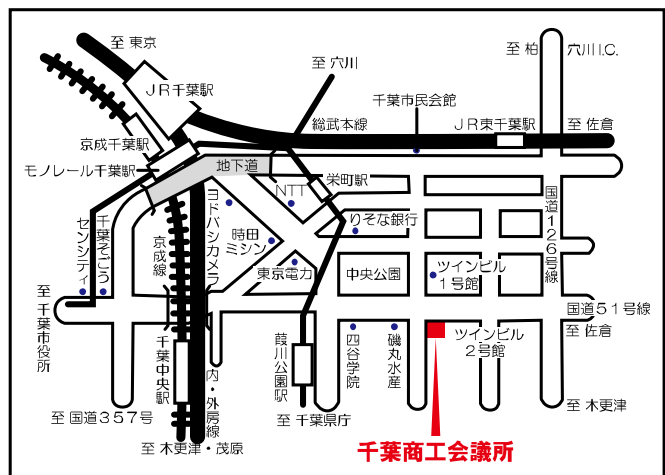 至 東京
至 柏
穴川I.C.
至 穴川
JR千葉駅
千葉市民会館
総武本線
JR東千葉駅
至 佐倉
京成千葉駅
モノレール千葉駅
地下道
栄町駅
NTT
国道126号線
ヨドバシカメラ
りそな銀行
千葉そごう
センシティ
京成線
時田
ミシン
東京電力
中央公園
ツインビル
1号館
至 千葉市役所
国道51号線
至 佐倉
ツインビル
2号館
千葉中央駅
内・外房線
葭川公園駅
四谷学院
磯丸水産
至 国道357号
至 千葉県庁
至 木更津
至 木更津・茂原
千葉商工会議所